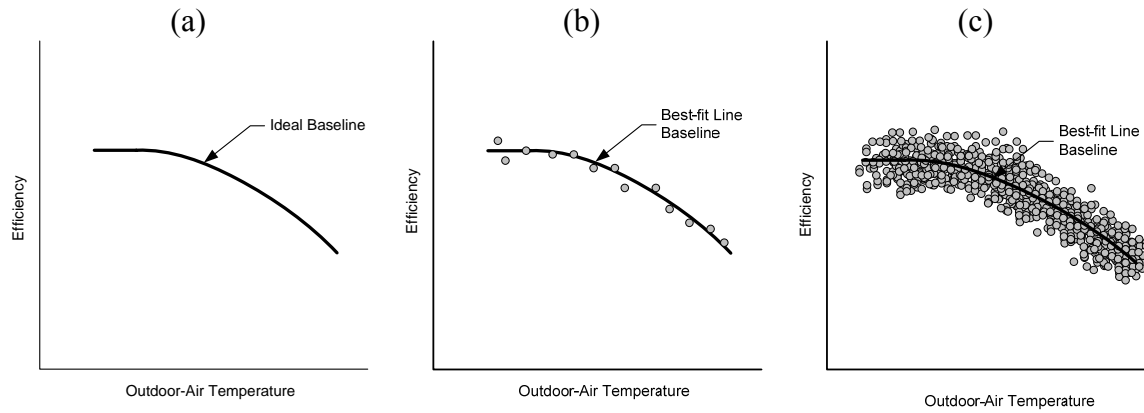 (a)
Efficiency
Ideal Baseline
Outdoor-Air Temperature
(b)
Efficiency
Best-fit Line
Baseline
Outdoor-Air Temperature
(c)
Efficiency
Best-fit Line
Baseline
Outdoor-Air Temperature